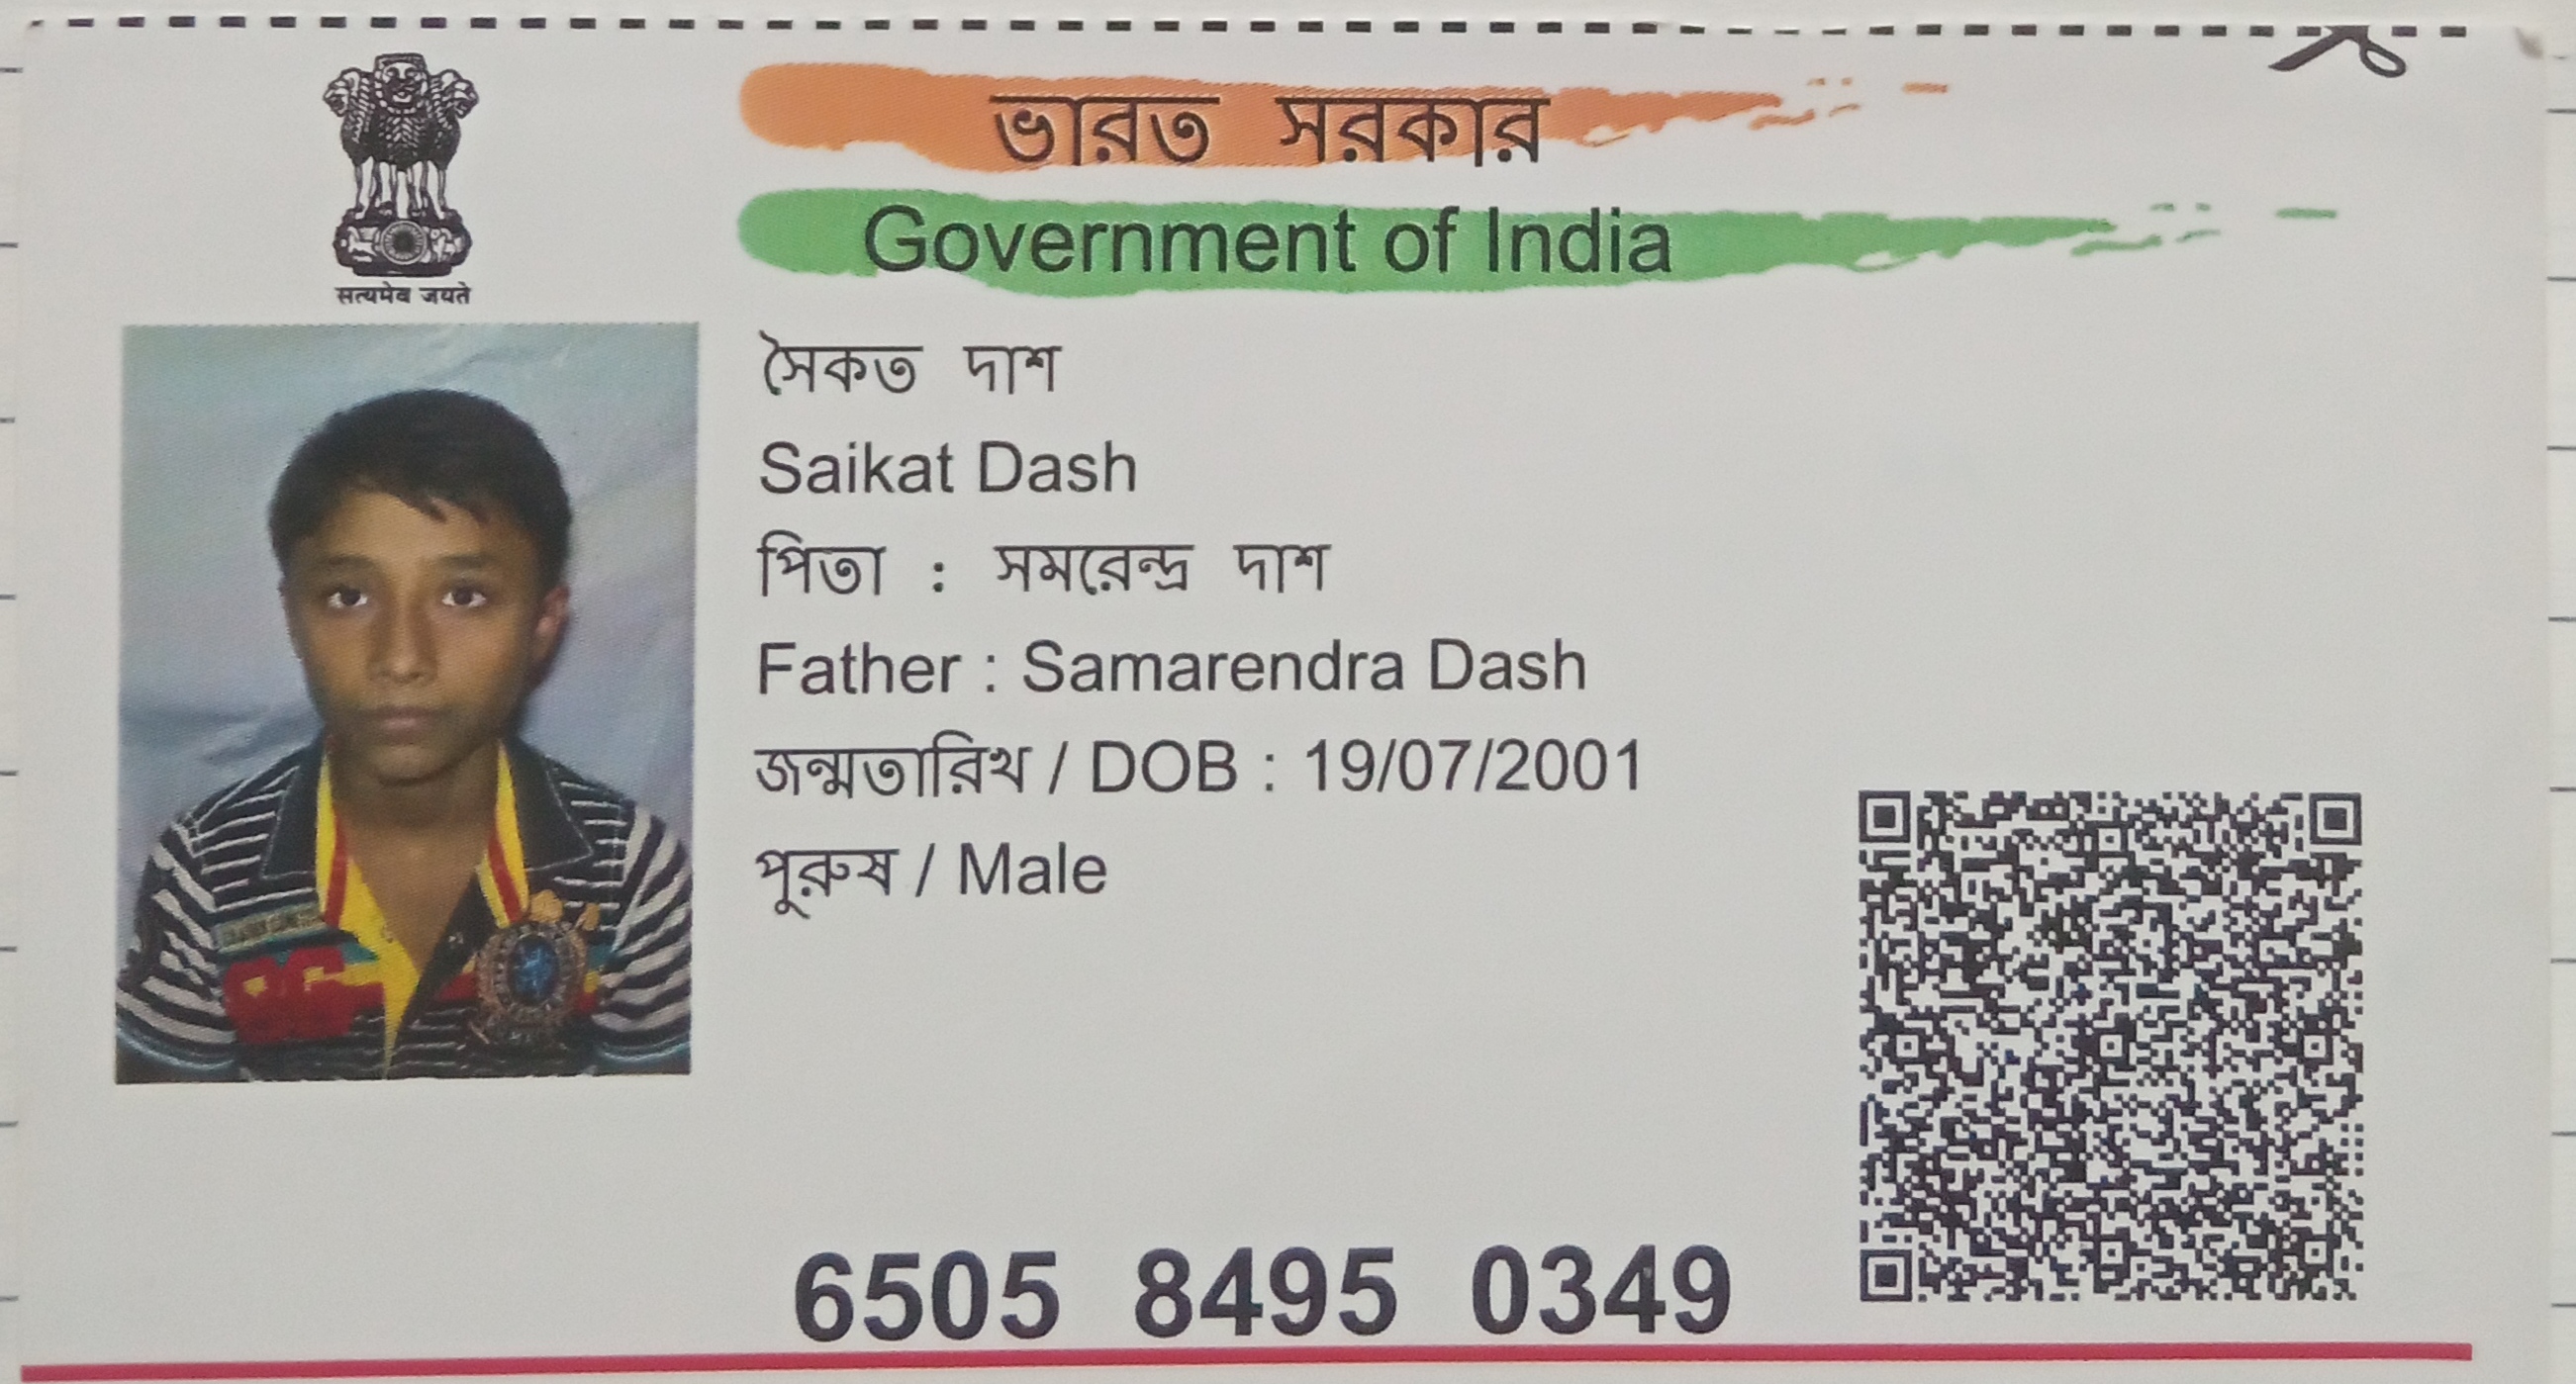 ভারত সরকার
Government of India
सत्यमेव जयते
সৈকত দাশ
Saikat Dash
পিতা : সমরেন্দ্র দাশ
Father : Samarendra Dash
জন্মতারিখ / DOB : 19/07/2001
পুরুষ / Male
6505 8495 0349